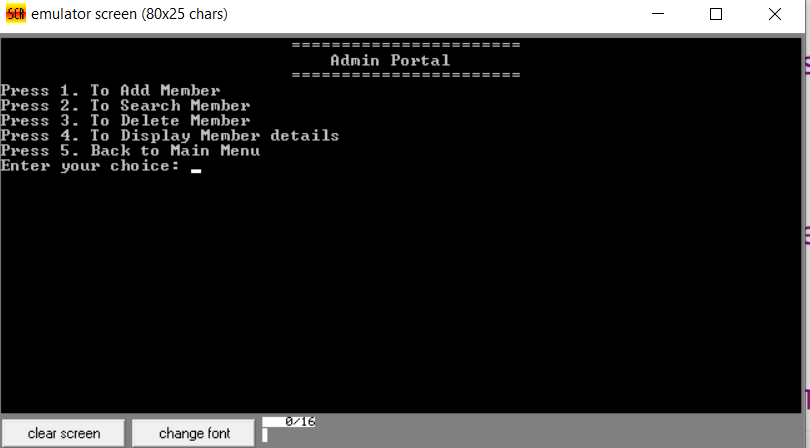 SCR emulator screen (80x25 chars)
=======================
Admin Portal
=======================
Press 1. To Add Member
Press 2. To Search Member
Press 3. To Delete Member
Press 4. To Display Member details
Press 5. Back to Main Menu
Enter your choice: _
clear screen
change font
0/16